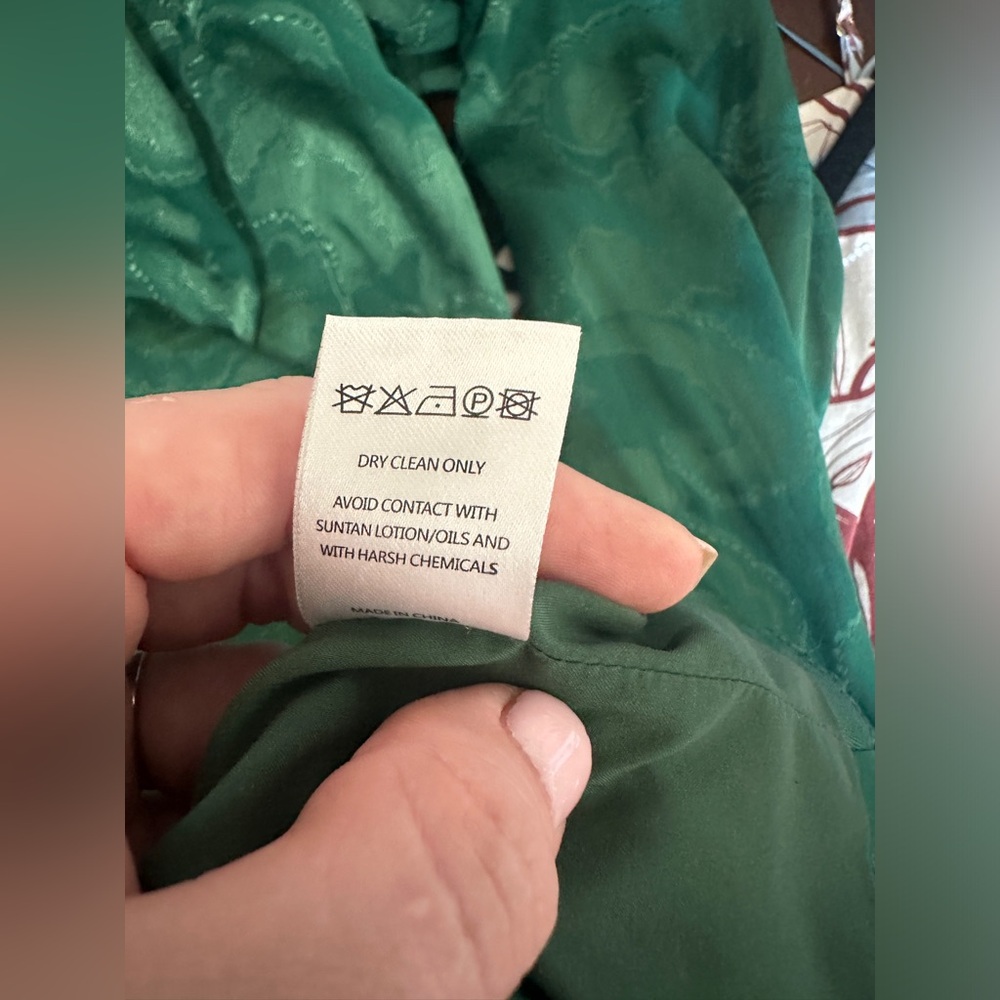 P
DRY CLEAN ONLY
AVOID CONTACT WITH
SUNTAN LOTION/OILS AND
WITH HARSH CHEMICALS
MADE IN CHINA